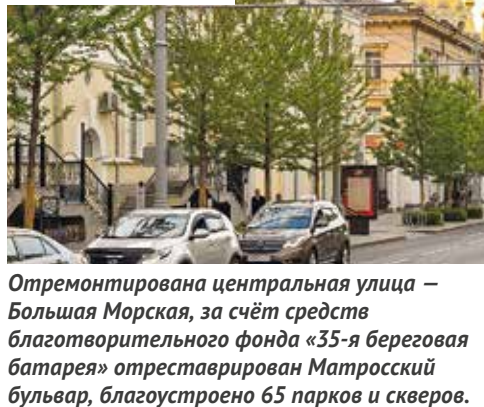 Отремонтирована центральная улица —
Большая Морская, за счёт средств
благотворительного фонда «35-я береговая
батарея» отреставрирован Матросский
бульвар, благоустроено 65 парков и скверов.